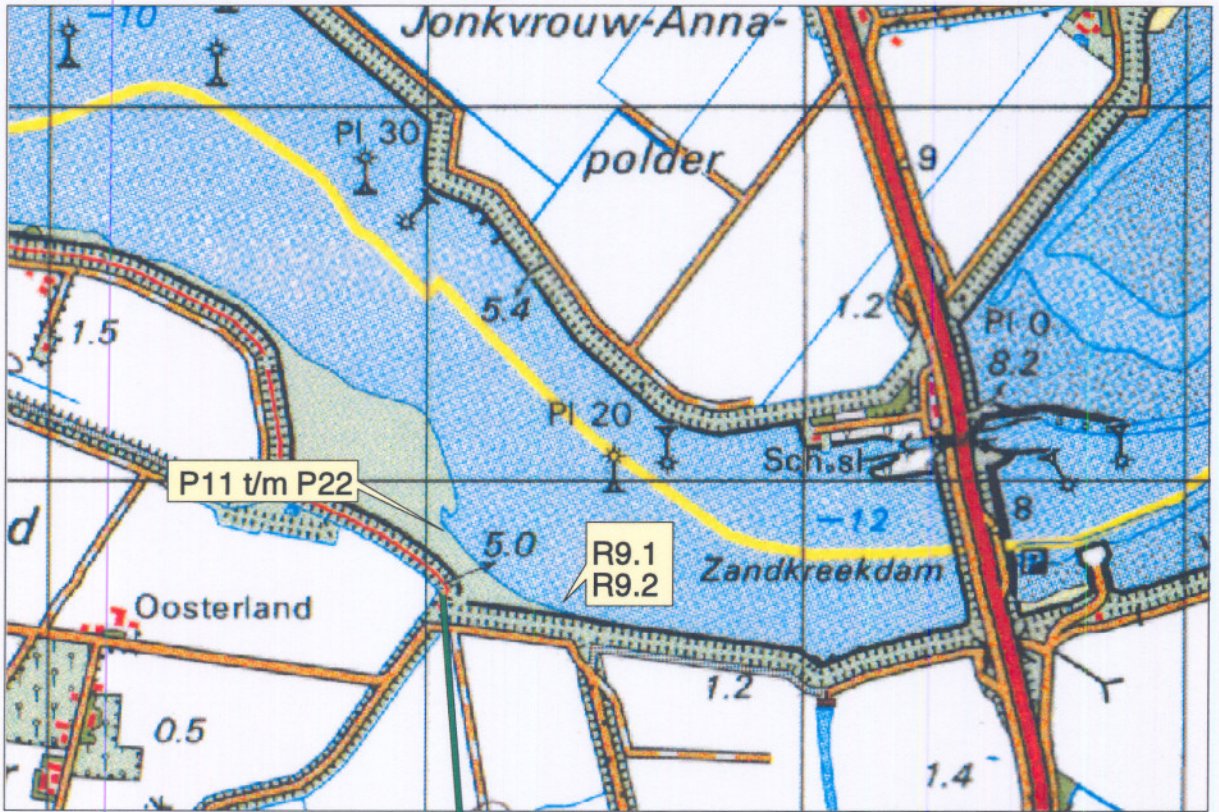 -10
Jonkvrouw-Anna-
Pl 30
polder
9
5.4
1.2
Pl 0
8.2
1.5
Pl 20
Sch.sl.
P11 t/m P22
-12
8
d
5.0
R9.1
R9.2
Zandkreekdam
P
Oosterland
1.2
0.5
1.4
r